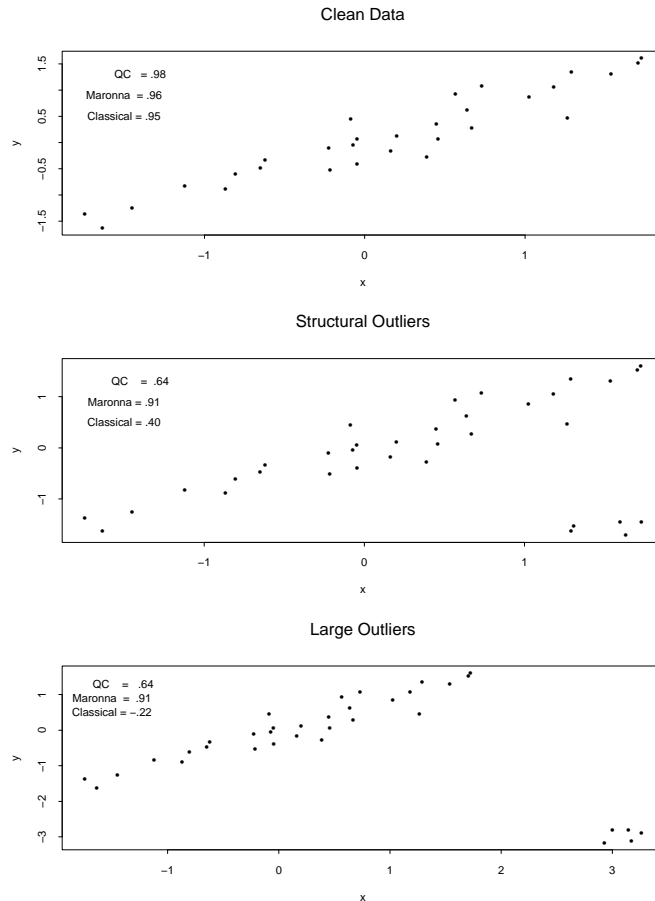 Clean Data
QC = .98
Maronna = .96
Classical = .95
y
1.5
0.5
−0.5
−1.5
−1 0 1
x
Structural Outliers
QC = .64
Maronna = .91
Classical = .40
y
1
0
−1
−1 0 1
x
Large Outliers
QC = .64
Maronna = .91
Classical = −.22
y
1
0
−1
−2
−3
−1 0 1 2 3
x